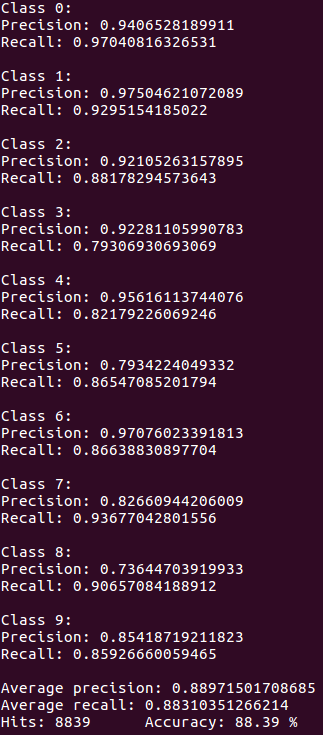 Class 0:
Precision: 0.9406528189911
Recall: 0.97040816326531
Class 1:
Precision: 0.97504621072089
Recall: 0.9295154185022
Class 2:
Precision: 0.92105263157895
Recall: 0.88178294573643
Class 3:
Precision: 0.92281105990783
Recall: 0.79306930693069
Class 4:
Precision: 0.95616113744076
Recall: 0.82179226069246
Class 5:
Precision: 0.7934224049332
Recall: 0.86547085201794
Class 6:
Precision: 0.97076023391813
Recall: 0.86638830897704
Class 7:
Precision: 0.82660944206009
Recall: 0.93677042801556
Class 8:
Precision: 0.73644703919933
Recall: 0.90657084188912
Class 9:
Precision: 0.85418719211823
Recall: 0.85926660059465
Average precision: 0.88971501708685
Average recall: 0.88310351266214
Hits: 8839      Accuracy: 88.39 %